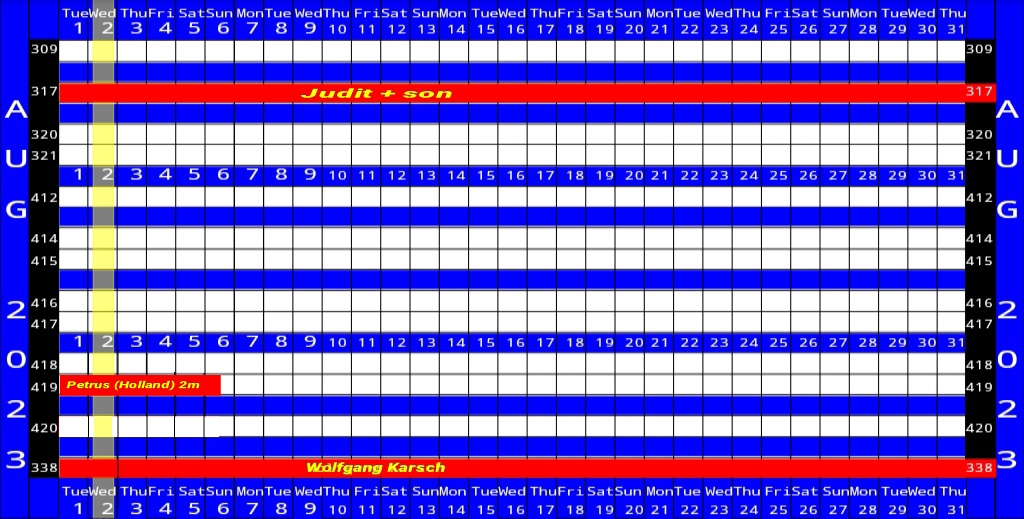 Tue Wed Thu Fri Sat Sun Mon Tue Wed Thu Fri Sat Sun Mon Tue Wed Thu Fri Sat Sun Mon Tue Wed Thu Fri Sat Sun Mon Tue Wed Thu
1 2 3 4 5 6 7 8 9 10 11 12 13 14 15 16 17 18 19 20 21 22 23 24 25 26 27 28 29 30 31
309 309
317 Judit + son 317
320 320
321 321
1 2 3 4 5 6 7 8 9 10 11 12 13 14 15 16 17 18 19 20 21 22 23 24 25 26 27 28 29 30 31
412 412
414 414
415 415
416 416
417 417
1 2 3 4 5 6 7 8 9 10 11 12 13 14 15 16 17 18 19 20 21 22 23 24 25 26 27 28 29 30 31
418 418
419 Petrus (Holland) 2m 419
420 420
338 Wolfgang Karsch 338
Tue Wed Thu Fri Sat Sun Mon Tue Wed Thu Fri Sat Sun Mon Tue Wed Thu Fri Sat Sun Mon Tue Wed Thu Fri Sat Sun Mon Tue Wed Thu
1 2 3 4 5 6 7 8 9 10 11 12 13 14 15 16 17 18 19 20 21 22 23 24 25 26 27 28 29 30 31
AUG 2023
AUG 2023